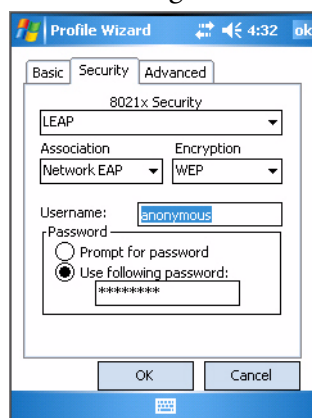 Profile Wizard 4:32 ok
Basic Security Advanced
8021x Security
LEAP
Association Encryption
Network EAP WEP
Username: anonymous
Password
Prompt for password
Use following password:
********
OK Cancel